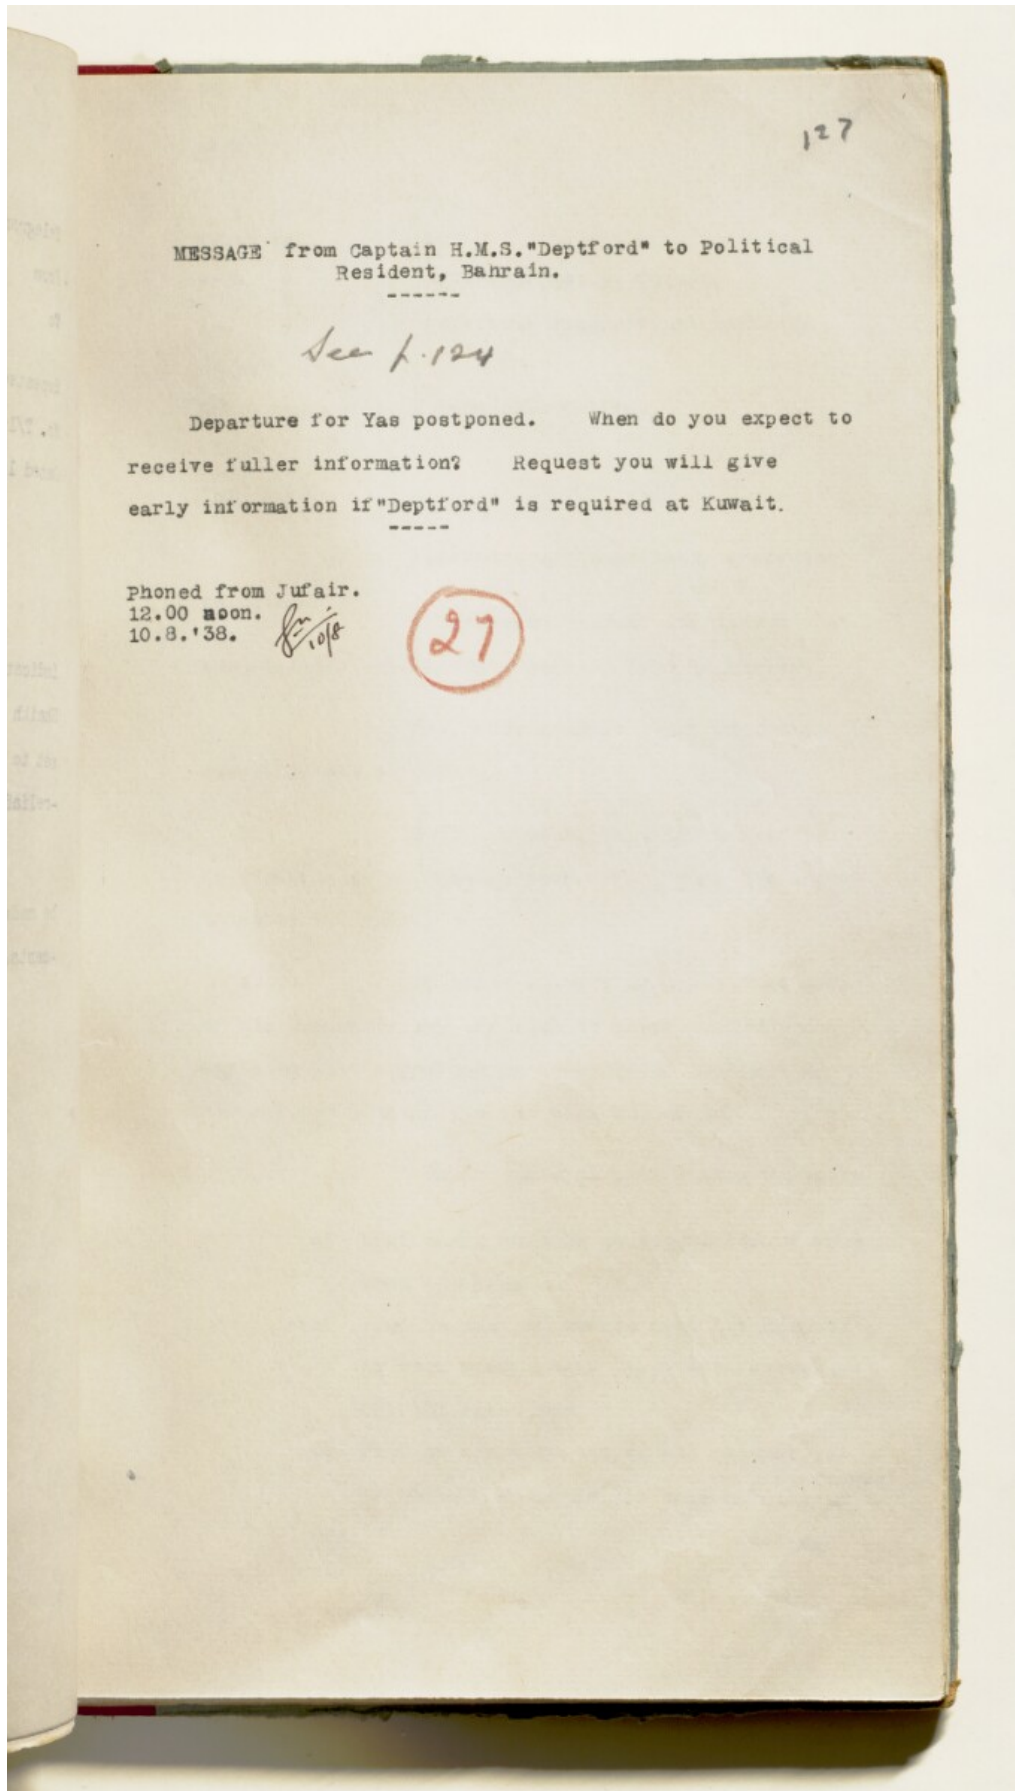 127
MESSAGE from Captain H.M.S."Deptford" to Political
Resident, Bahrain.
------
See p.124
Departure for Yas postponed. When do you expect to
receive fuller information? Request you will give
early information if"Deptford" is required at Kuwait.
-----
Phoned from Jufair.
12.00 noon.
10.8.'38.
10/8
27